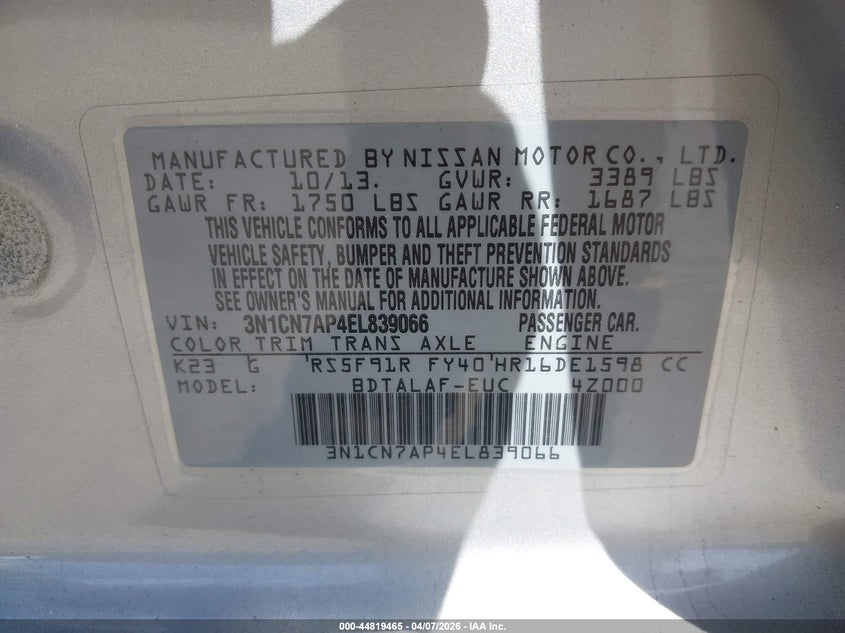 MANUFACTURED BY NISSAN MOTOR CO., LTD.
DATE: 10/13. GVWR: 3389 LBS
GAWR FR: 1750 LBS GAWR RR: 1687 LBS
THIS VEHICLE CONFORMS TO ALL APPLICABLE FEDERAL MOTOR
VEHICLE SAFETY, BUMPER AND THEFT PREVENTION STANDARDS
IN EFFECT ON THE DATE OF MANUFACTURE SHOWN ABOVE.
SEE OWNER'S MANUAL FOR ADDITIONAL INFORMATION.
VIN: 3N1CN7AP4EL839066 PASSENGER CAR.
COLOR TRIM TRANS AXLE ENGINE
K23 G 'RS5F91R FY40'HR16DE1598 CC
MODEL: BDTALAF-EUC 4Z000
3N1CN7AP4EL839066
000-44819465 - 04/07/2026 - IAA Inc.